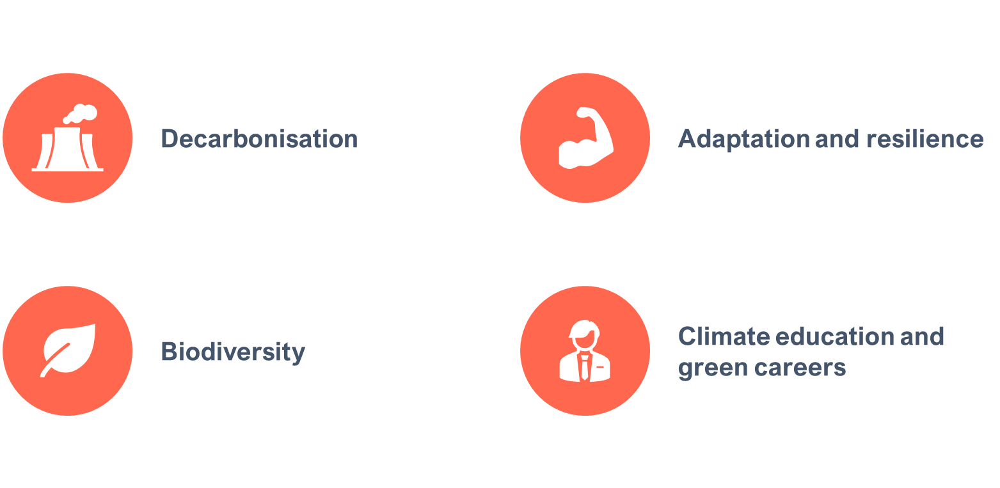 Decarbonisation
Adaptation and resilience
Biodiversity
Climate education and
green careers